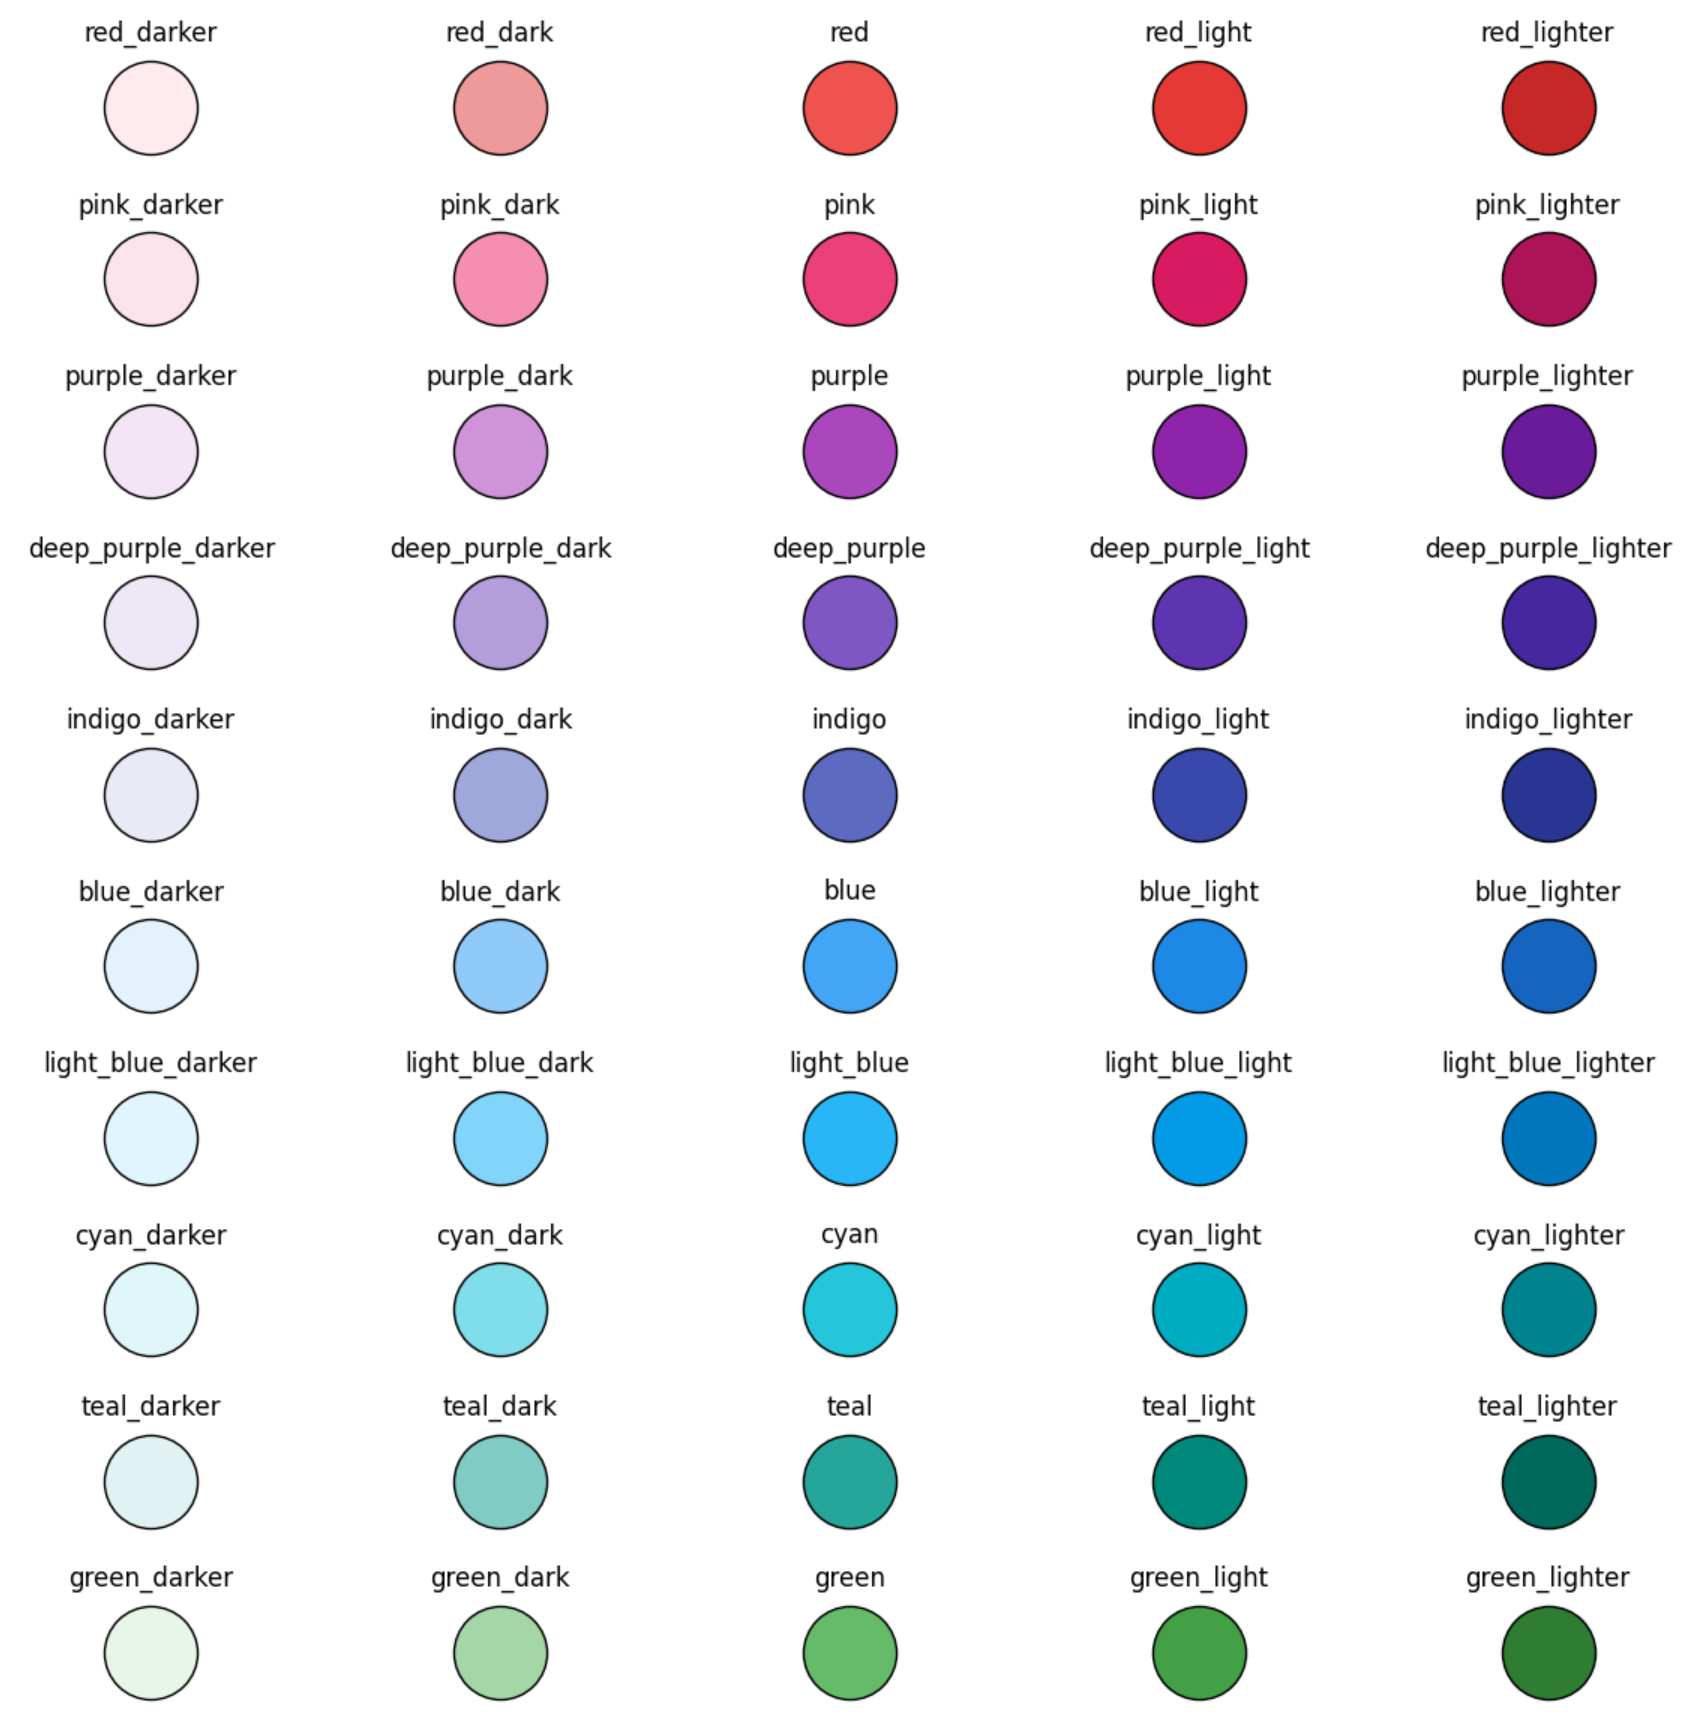 red_darker red_dark red red_light red_lighter
pink_darker pink_dark pink pink_light pink_lighter
purple_darker purple_dark purple purple_light purple_lighter
deep_purple_darker deep_purple_dark deep_purple deep_purple_light deep_purple_lighter
indigo_darker indigo_dark indigo indigo_light indigo_lighter
blue_darker blue_dark blue blue_light blue_lighter
light_blue_darker light_blue_dark light_blue light_blue_light light_blue_lighter
cyan_darker cyan_dark cyan cyan_light cyan_lighter
teal_darker teal_dark teal teal_light teal_lighter
green_darker green_dark green green_light green_lighter